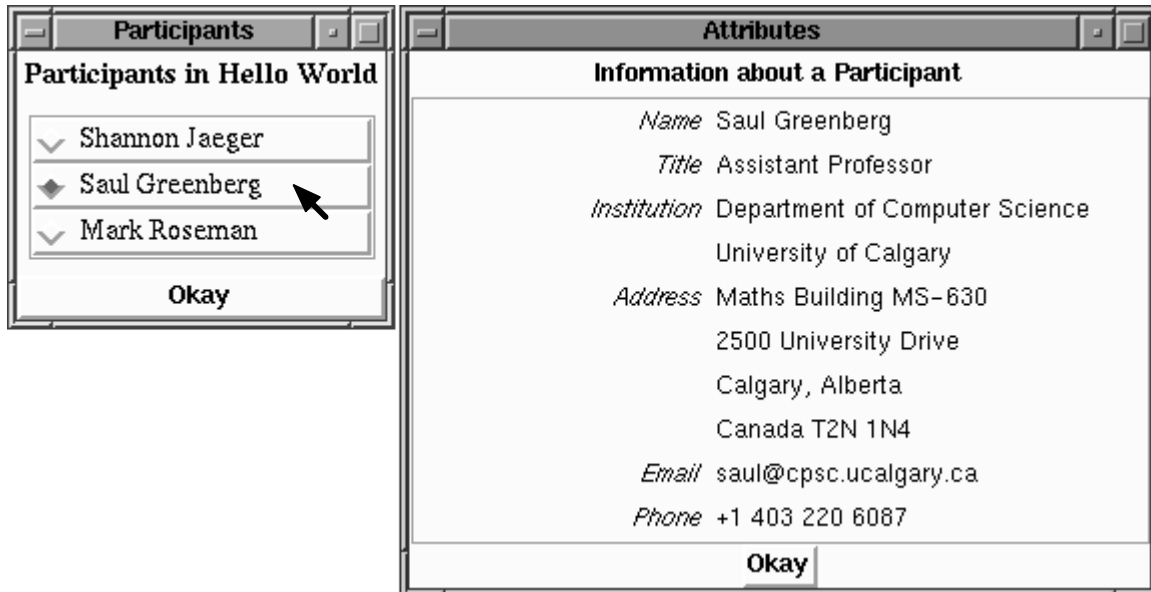 Participants
Participants in Hello World
Shannon Jaeger
Saul Greenberg
Mark Roseman
Okay
Attributes
Information about a Participant
Name Saul Greenberg
Title Assistant Professor
Institution Department of Computer Science
University of Calgary
Address Maths Building MS-630
2500 University Drive
Calgary, Alberta
Canada T2N 1N4
Email saul@cpsc.ucalgary.ca
Phone +1 403 220 6087
Okay